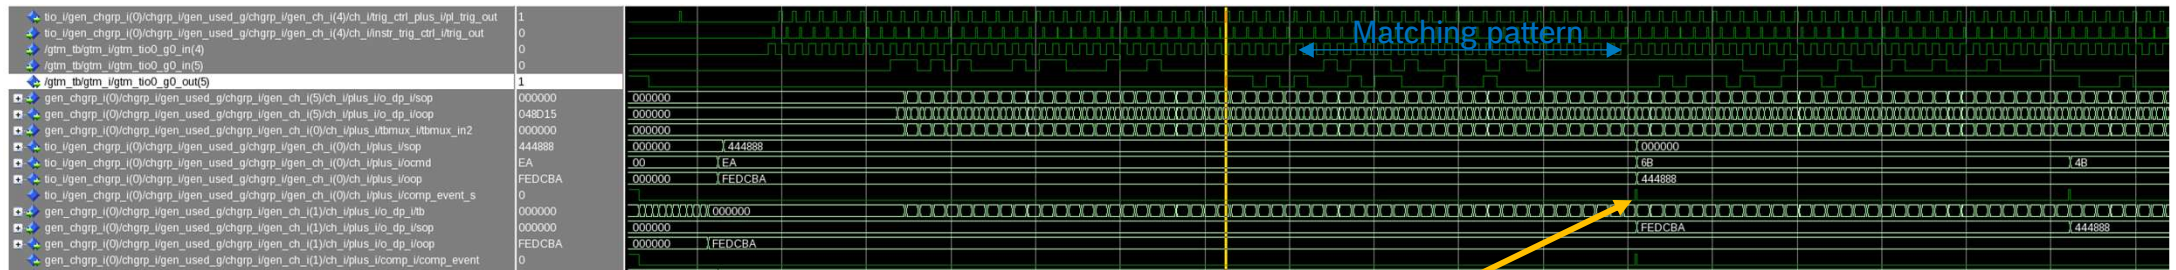 tio_i/gen_chgrp_i(0)/chgrp_i/gen_used_g/chgrp_i/gen_ch_i(4)/ch_i/trig_ctrl_plus_i/pl_trig_out 1
tio_i/gen_chgrp_i(0)/chgrp_i/gen_used_g/chgrp_i/gen_ch_i(4)/ch_i/instr_trig_ctrl_i/trig_out 0
Matching pattern
/gtm_tb/gtm_i/gtm_tio0_g0_in(4) 0
/gtm_tb/gtm_i/gtm_tio0_g0_in(5) 0
/gtm_tb/gtm_i/gtm_tio0_g0_out(5) 1
gen_chgrp_i(0)/chgrp_i/gen_used_g/chgrp_i/gen_ch_i(5)/ch_i/plus_i/o_dp_i/sop 000000 000000
gen_chgrp_i(0)/chgrp_i/gen_used_g/chgrp_i/gen_ch_i(5)/ch_i/plus_i/o_dp_i/oop 048D15 000000
gen_chgrp_i(0)/chgrp_i/gen_used_g/chgrp_i/gen_ch_i(0)/ch_i/plus_i/tbmux_i/tbmux_in2 000000 000000
tio_i/gen_chgrp_i(0)/chgrp_i/gen_used_g/chgrp_i/gen_ch_i(0)/ch_i/plus_i/sop 444888 000000 444888 000000
tio_i/gen_chgrp_i(0)/chgrp_i/gen_used_g/chgrp_i/gen_ch_i(0)/ch_i/plus_i/ocmd EA 00 EA 6B 4B
tio_i/gen_chgrp_i(0)/chgrp_i/gen_used_g/chgrp_i/gen_ch_i(0)/ch_i/plus_i/oop FEDCBA 000000 FEDCBA 444888
tio_i/gen_chgrp_i(0)/chgrp_i/gen_used_g/chgrp_i/gen_ch_i(0)/ch_i/plus_i/comp_event_s 0
gen_chgrp_i(0)/chgrp_i/gen_used_g/chgrp_i/gen_ch_i(1)/ch_i/plus_i/o_dp_i/tb 000000 000000
gen_chgrp_i(0)/chgrp_i/gen_used_g/chgrp_i/gen_ch_i(1)/ch_i/plus_i/o_dp_i/sop 000000 000000 FEDCBA 444888
gen_chgrp_i(0)/chgrp_i/gen_used_g/chgrp_i/gen_ch_i(1)/ch_i/plus_i/o_dp_i/oop FEDCBA 000000 FEDCBA
gen_chgrp_i(0)/chgrp_i/gen_used_g/chgrp_i/gen_ch_i(1)/ch_i/plus_i/comp_i/comp_event 0